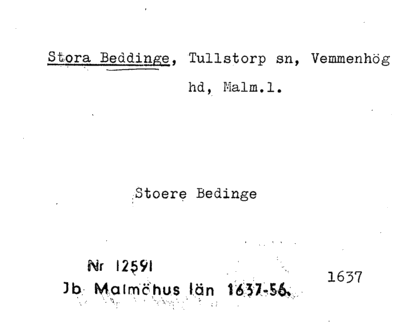 Stora Beddinge, Tullstorp sn, Vemmenhög
hd, Malm.l.
Stoere Bedinge
Nr 12591
Jb Malmöhus län 1637-56.
1637